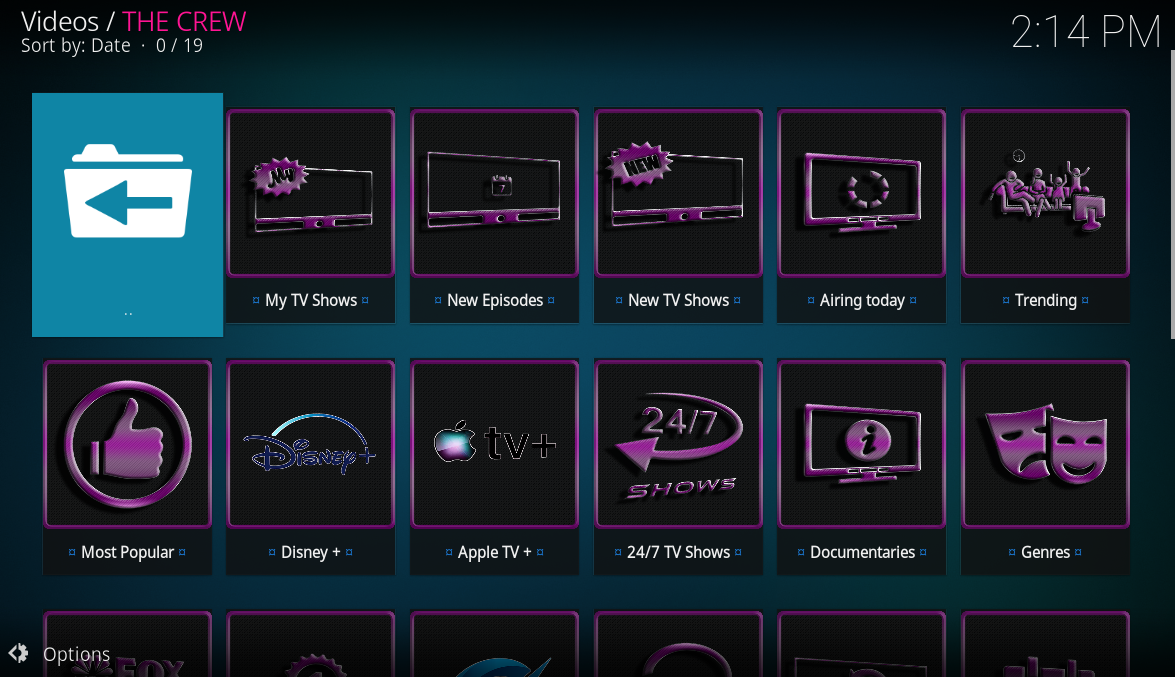 Videos / THE CREW
Sort by: Date · 0 / 19
2:14 PM
My
7
NEW
..
¤ My TV Shows ¤
¤ New Episodes ¤
¤ New TV Shows ¤
¤ Airing today ¤
¤ Trending ¤
Disney+
tv+
24/7
SHOWS
i
¤ Most Popular ¤
¤ Disney + ¤
¤ Apple TV + ¤
¤ 24/7 TV Shows ¤
¤ Documentaries ¤
¤ Genres ¤
FOX
Options